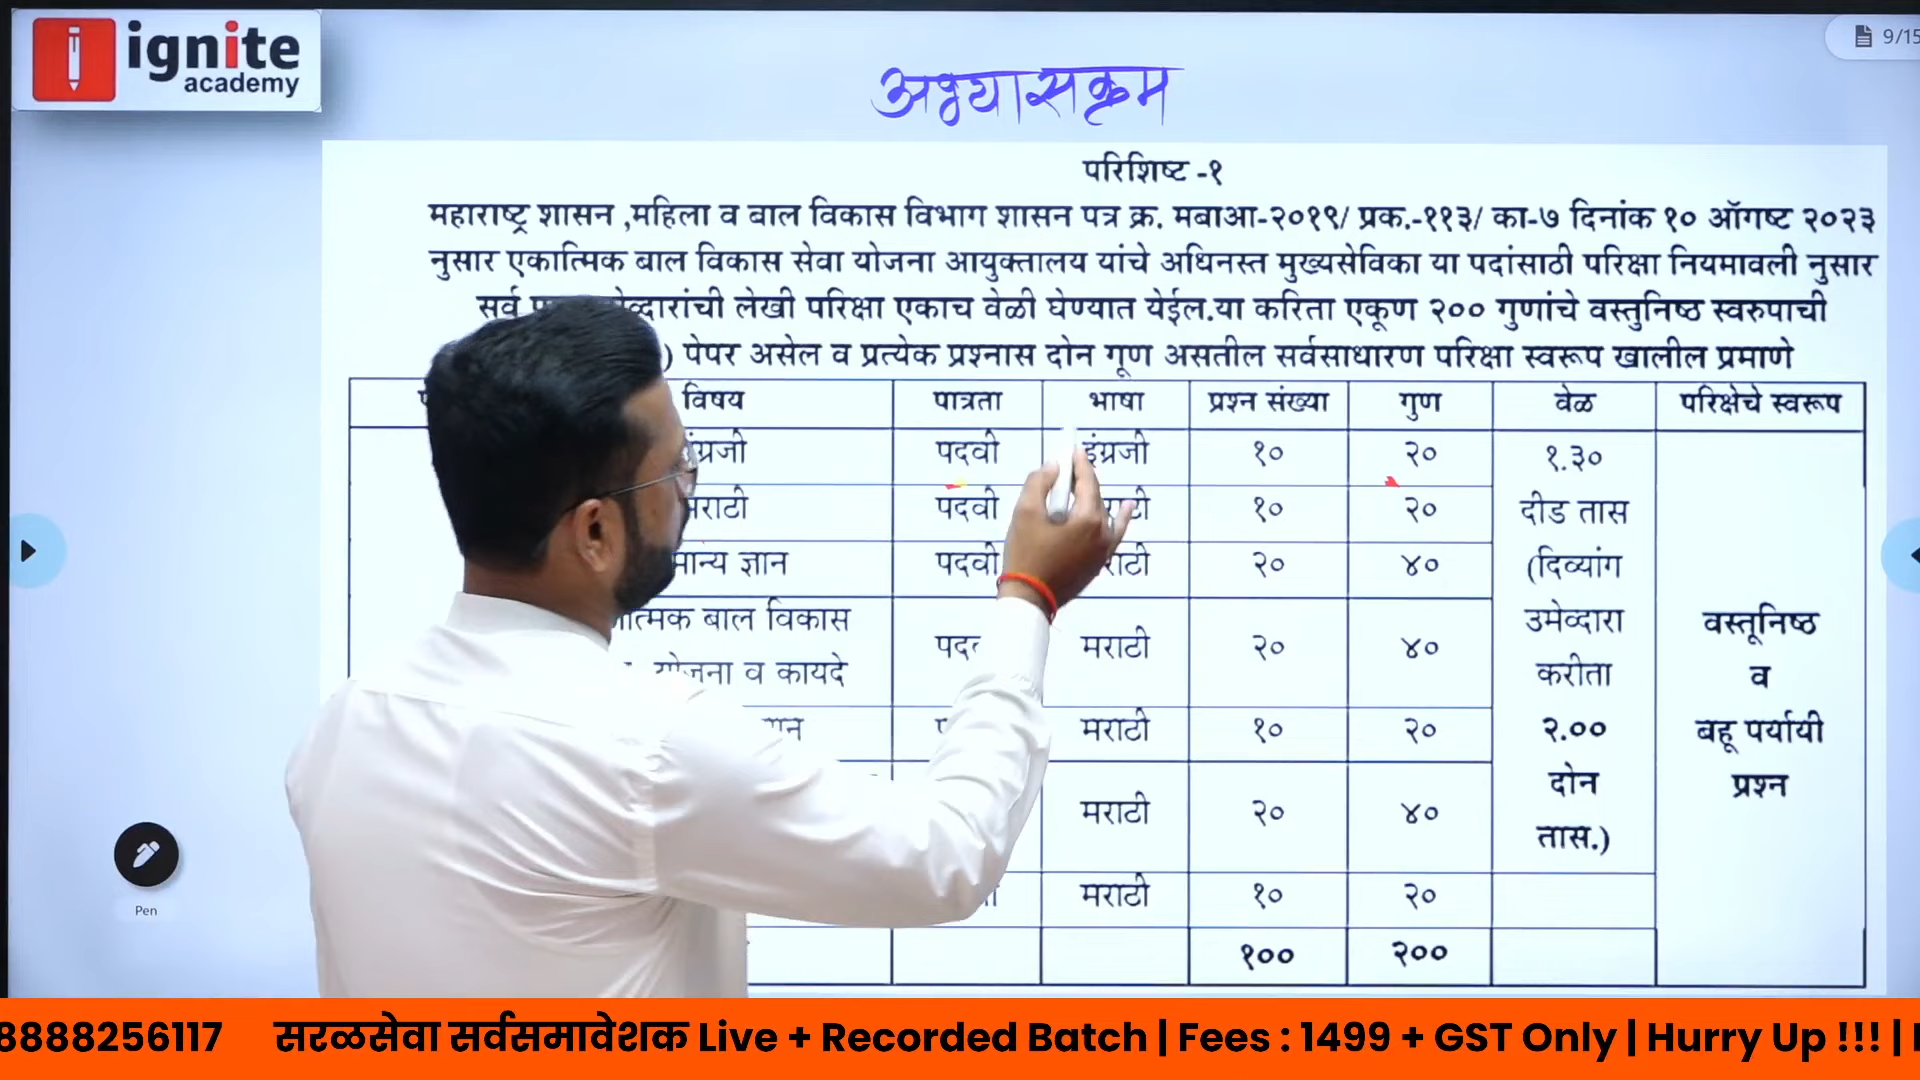 ignite
academy
9/15
अभ्यासक्रम
परिशिष्ट -१
महाराष्ट्र शासन ,महिला व बाल विकास विभाग शासन पत्र क्र. मबाआ-२०१९/ प्रक.-११३/ का-७ दिनांक १० ऑगष्ट २०२३
नुसार एकात्मिक बाल विकास सेवा योजना आयुक्तालय यांचे अधिनस्त मुख्यसेविका या पदांसाठी परिक्षा नियमावली नुसार
सर्व लेखी परिक्षा एकाच वेळी घेण्यात येईल.या करिता एकूण २०० गुणांचे वस्तुनिष्ठ स्वरुपाची
) पेपर असेल व प्रत्येक प्रश्नास दोन गूण असतील सर्वसाधारण परिक्षा स्वरूप खालील प्रमाणे
विषय पात्रता भाषा प्रश्न संख्या गुण वेळ परिक्षेचे स्वरूप
पदवी इंग्रजी १० २० १.३०
पदवी १० २० दीड तास
ज्ञान पदवी २० ४० (दिव्यांग
बाल विकास उमेव्दारा
मराठी २० ४० वस्तूनिष्ठ
व कायदे करीता व
मराठी १० २० २.०० बहू पर्यायी
दोन प्रश्न
मराठी २० ४०
तास.)
मराठी १० २०
१०० २००
Pen
8888256117 सरळसेवा सर्वसमावेशक Live + Recorded Batch | Fees : 1499 + GST Only | Hurry Up !!! |